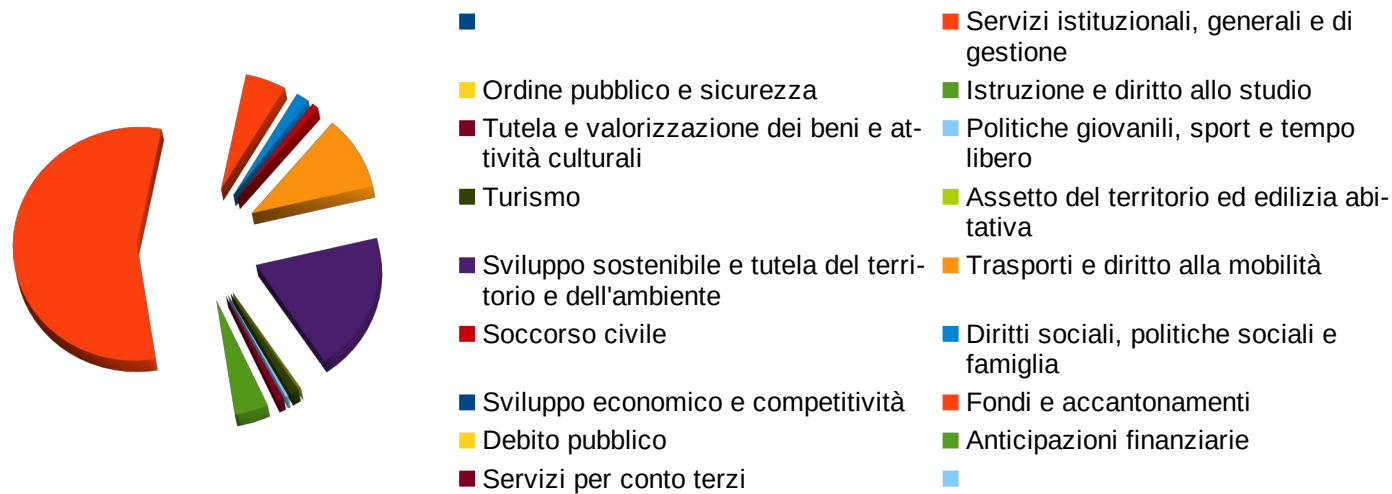 Servizi istituzionali, generali e di
gestione
Ordine pubblico e sicurezza
Istruzione e diritto allo studio
Tutela e valorizzazione dei beni e at-
tività culturali
Politiche giovanili, sport e tempo
libero
Turismo
Assetto del territorio ed edilizia abi-
tativa
Sviluppo sostenibile e tutela del terri-
torio e dell'ambiente
Trasporti e diritto alla mobilità
Soccorso civile
Diritti sociali, politiche sociali e
famiglia
Sviluppo economico e competitività
Fondi e accantonamenti
Debito pubblico
Anticipazioni finanziarie
Servizi per conto terzi